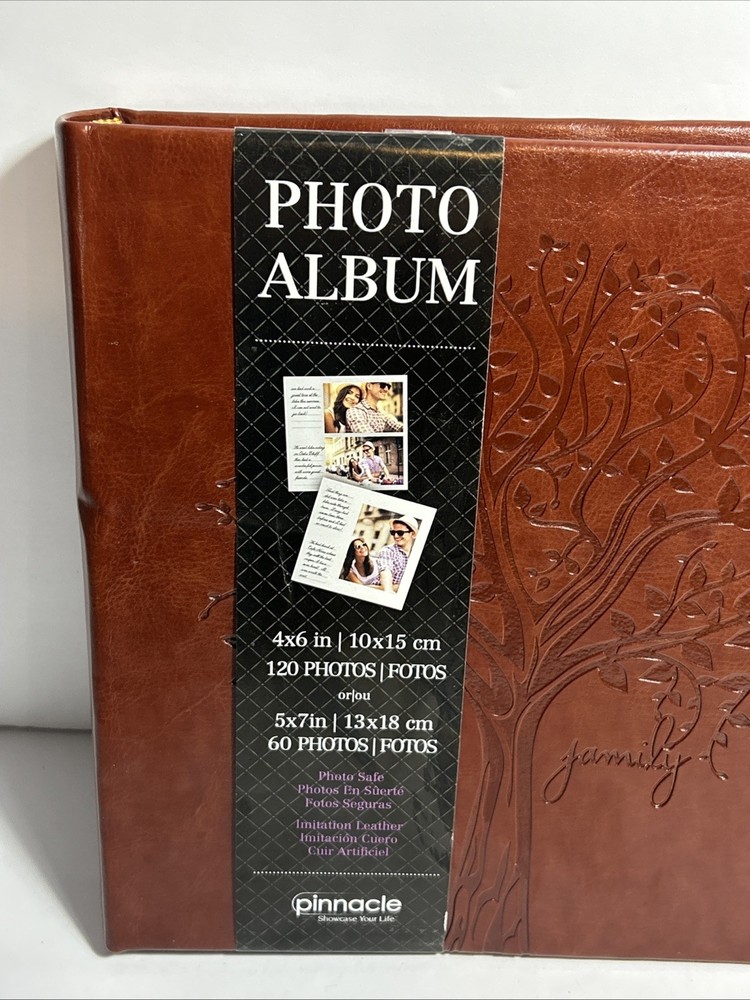 PHOTO
ALBUM
4x6 in | 10x15 cm
120 PHOTOS | FOTOS
or|ou
5x7in | 13x18 cm
60 PHOTOS | FOTOS
Photo Safe
Photos En Sûerté
Fotos Seguras
Imitation Leather
Imitación Cuero
Cuir Artificiel
pinnacle
Showcase Your Life
family